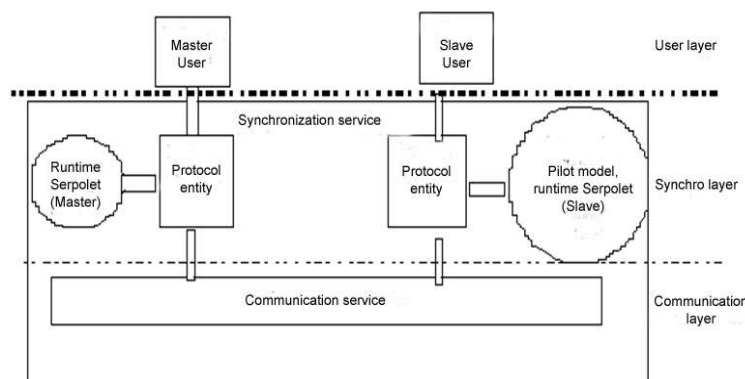 Master
User
Slave
User
User layer
Synchronization service
Runtime
Serpolet
(Master)
Protocol
entity
Protocol
entity
Pilot model,
runtime Serpolet
(Slave)
Synchro layer
Communication service
Communication
layer